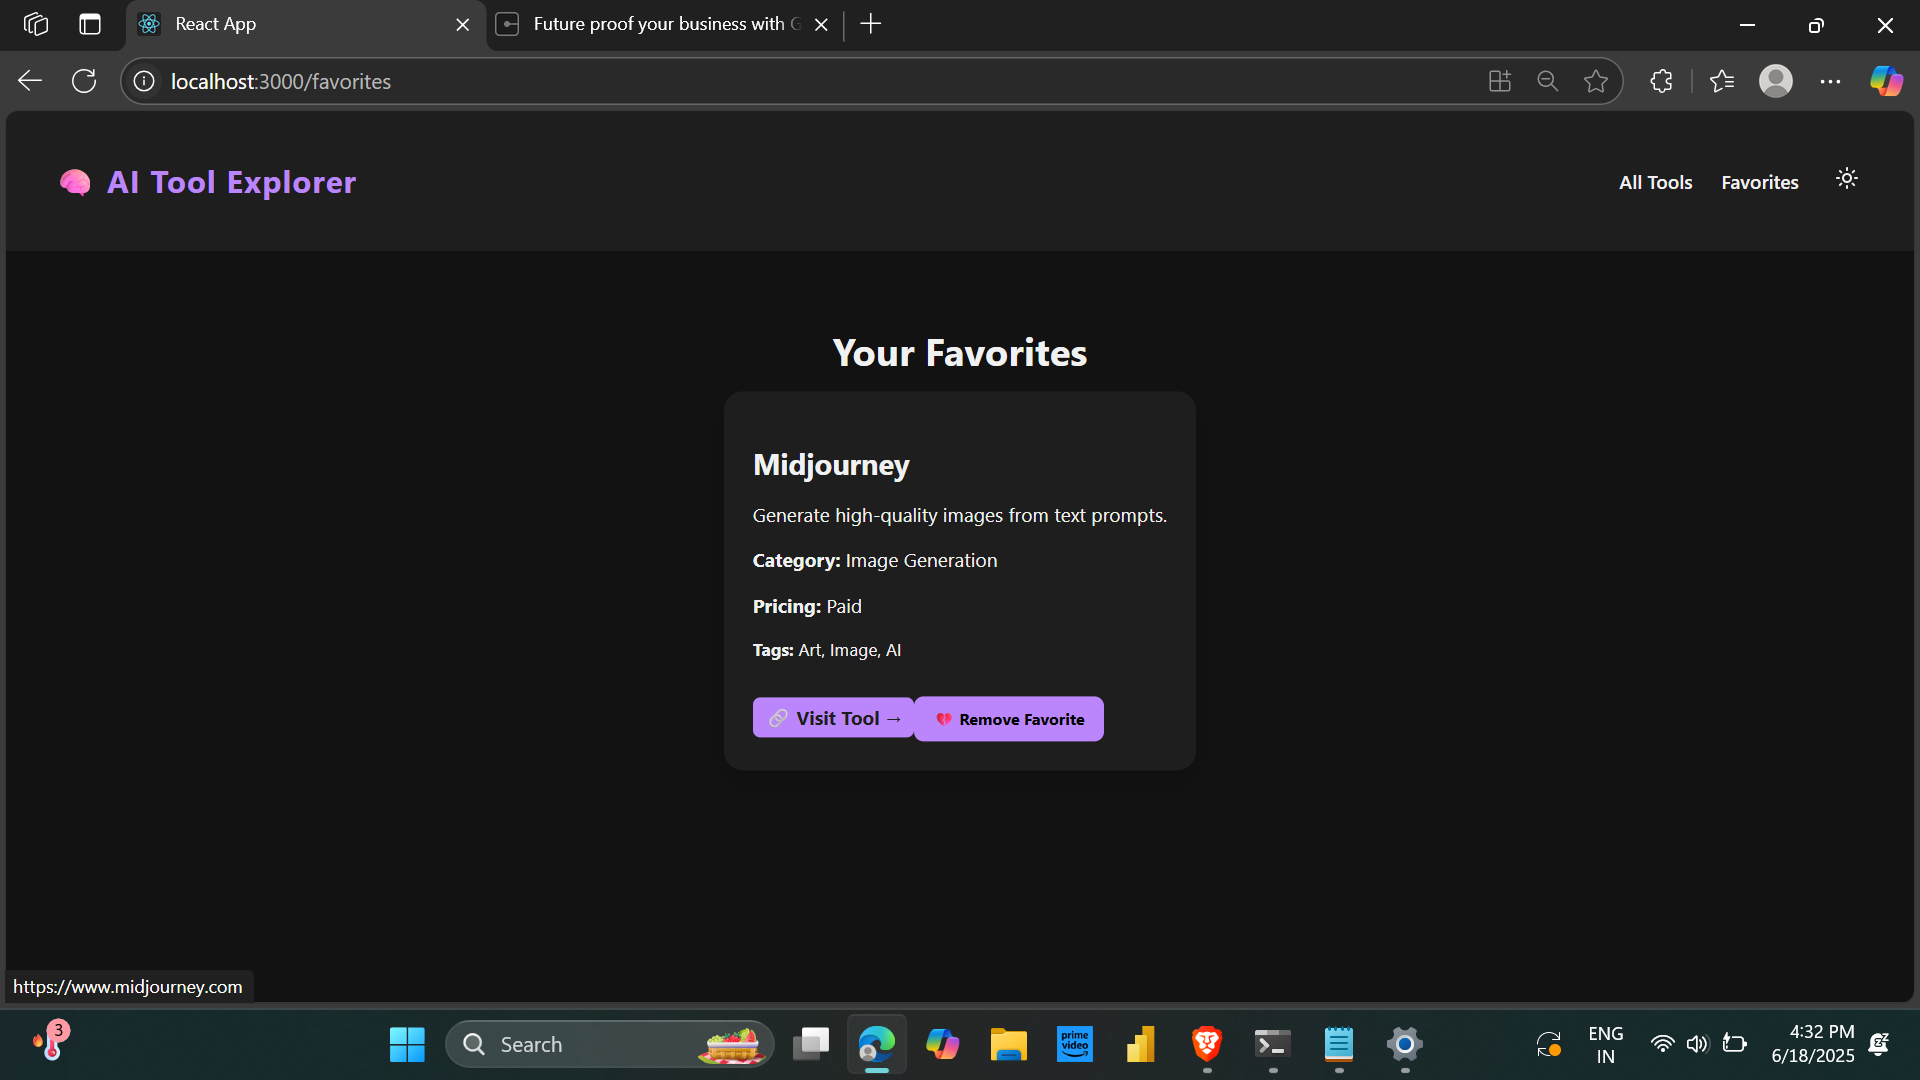 React App
Future proof your business with G
localhost:3000/favorites
AI Tool Explorer
All Tools
Favorites
Your Favorites
Midjourney
Generate high-quality images from text prompts.
Category: Image Generation
Pricing: Paid
Tags: Art, Image, AI
Visit Tool →
Remove Favorite
https://www.midjourney.com
3
Search
prime video
ENG
IN
4:32 PM
6/18/2025